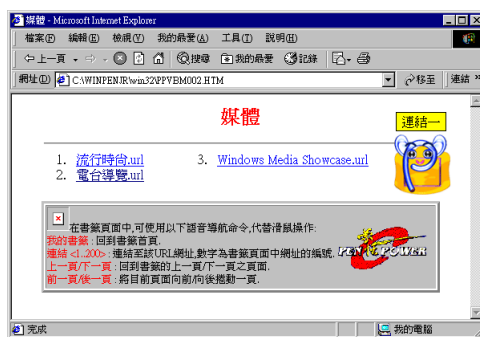 媒體 - Microsoft Internet Explorer
檔案(F) 編輯(E) 檢視(V) 我的最愛(A) 工具(T) 說明(H)
上一頁 搜尋 我的最愛 記錄
網址(D) C:\WINPENJR\win32\PPVBM002.HTM 移至 連結 »
媒體
連結一
1. 流行時尚.url 3. Windows Media Showcase.url
2. 電台導覽.url
在書籤頁面中,可使用以下語音導航命令,代替滑鼠操作:
我的書籤 : 回到書籤首頁.
連結 <1..200> : 連結至該URL網址,數字為書籤頁面中網址的編號.
PEN POWER
上一頁/下一頁 : 回到書籤的上一頁/下一頁之頁面.
前一頁/後一頁 : 將目前頁面向前/向後捲動一頁.
完成 我的電腦